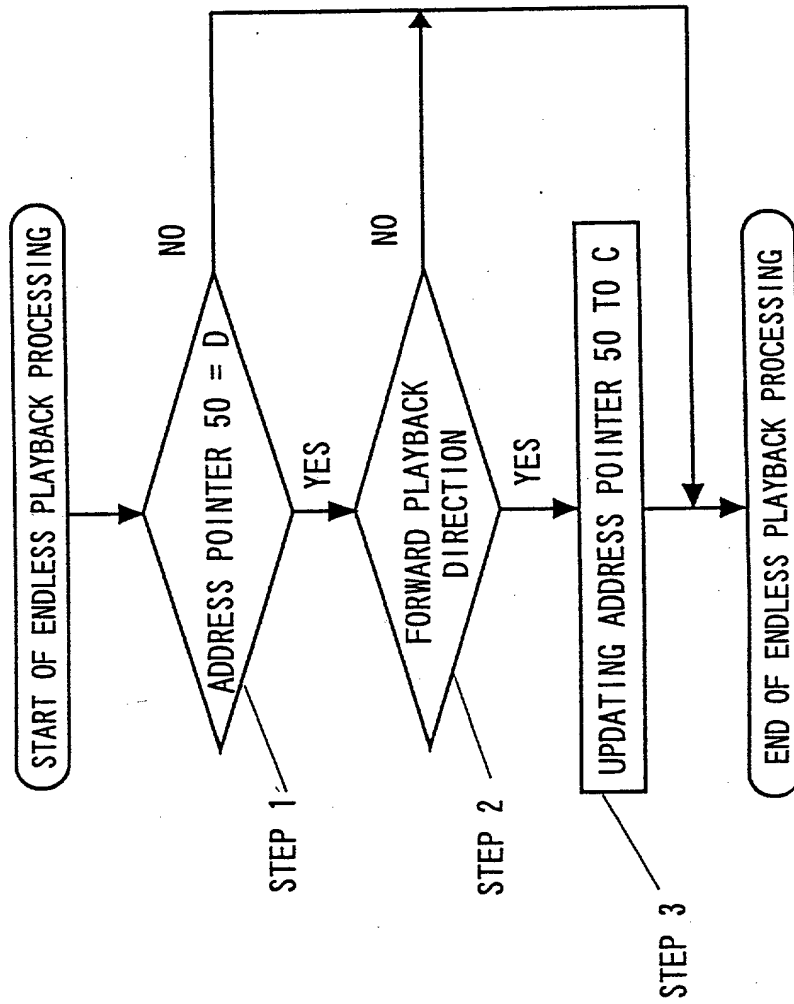 START OF ENDLESS PLAYBACK PROCESSING
STEP 1
ADDRESS POINTER 50 = D
NO
YES
STEP 2
FORWARD PLAYBACK
DIRECTION
NO
YES
STEP 3
UPDATING ADDRESS POINTER 50 TO C
END OF ENDLESS PLAYBACK PROCESSING